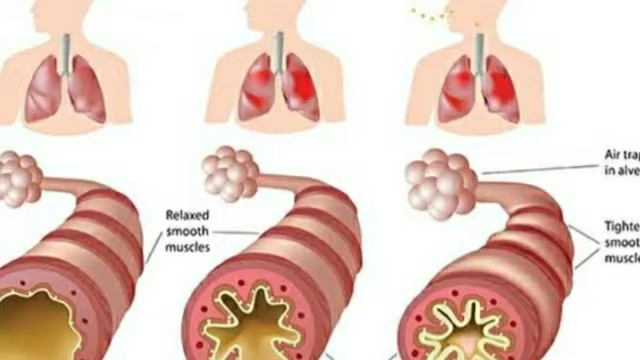 Air trap
in alve
Relaxed
smooth
muscles
Tighte
smoot
muscle